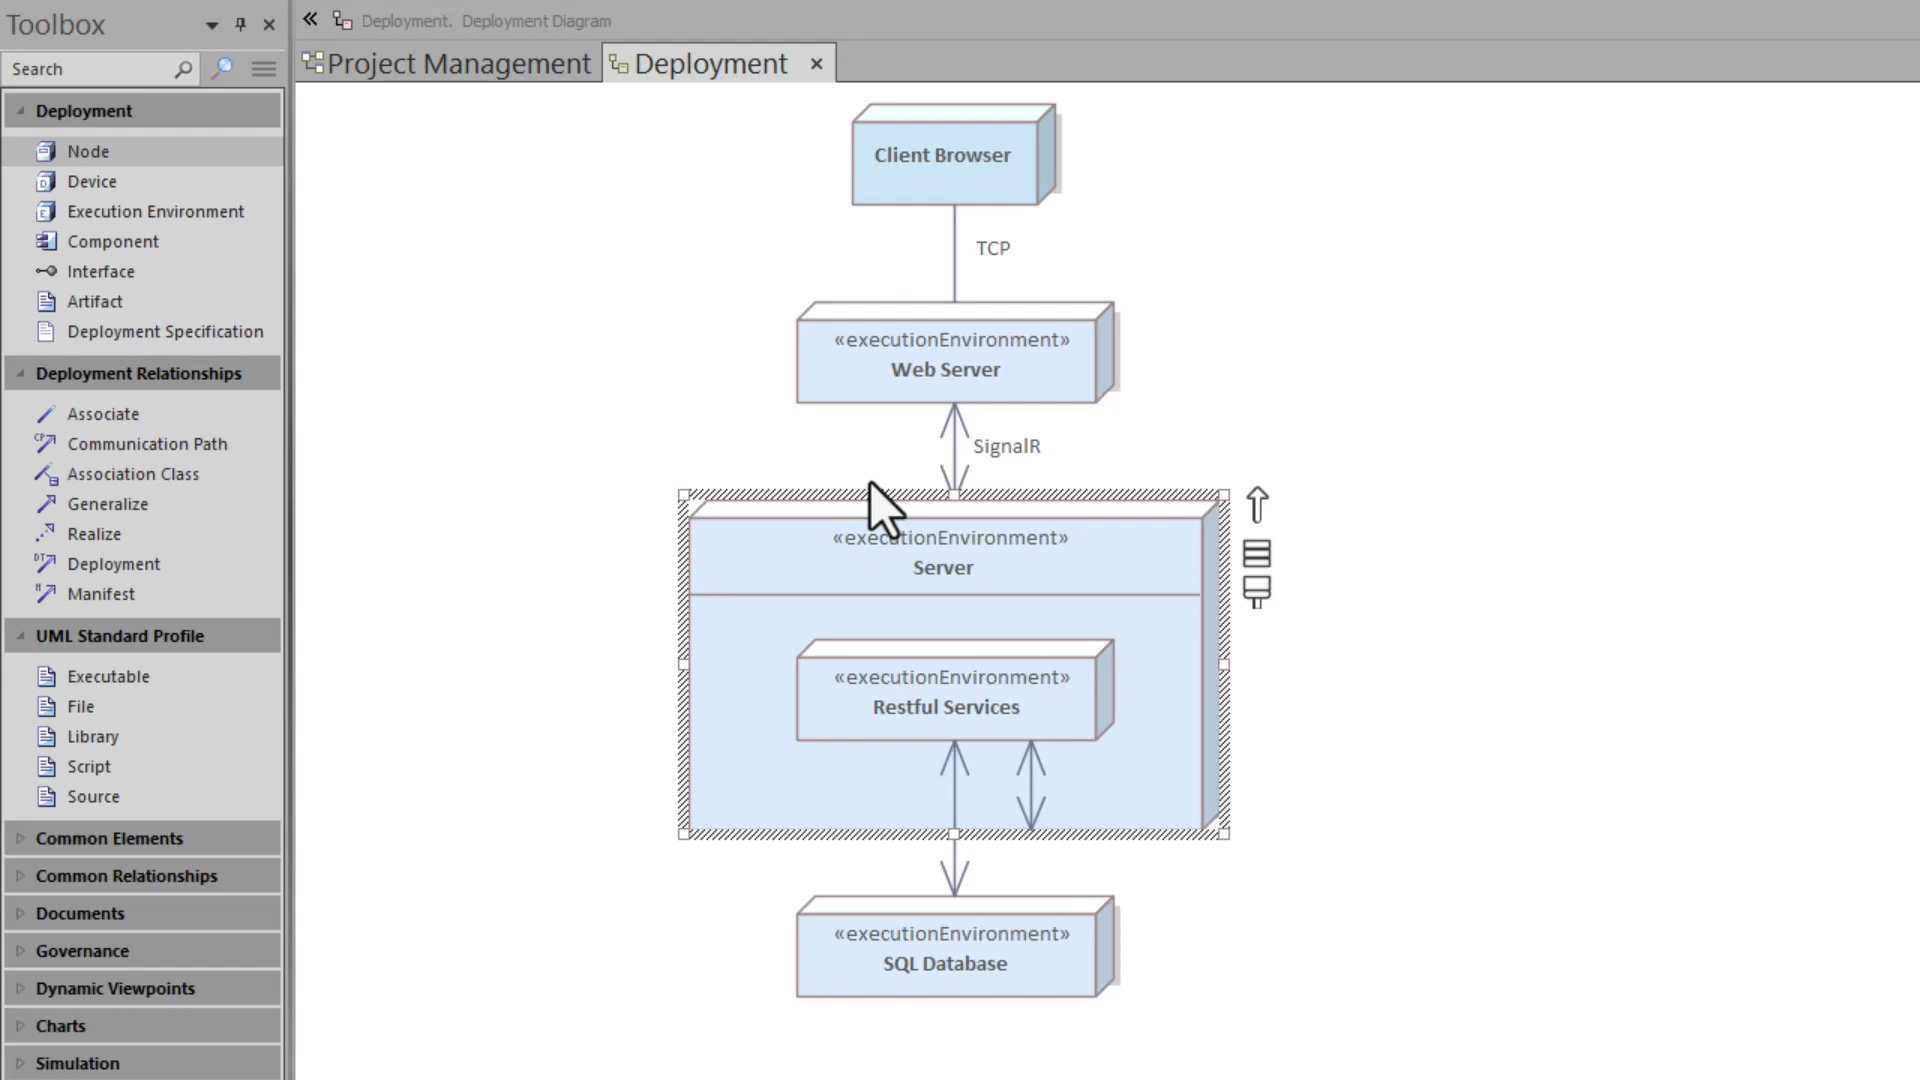 Toolbox
Deployment. Deployment Diagram
Project Management
Deployment
Search
Deployment
Node
Device
Execution Environment
Component
Interface
Artifact
Deployment Specification
Deployment Relationships
Associate
Communication Path
Association Class
Generalize
Realize
Deployment
Manifest
UML Standard Profile
Executable
File
Library
Script
Source
Common Elements
Common Relationships
Documents
Governance
Dynamic Viewpoints
Charts
Simulation
Client Browser
TCP
«executionEnvironment»
Web Server
SignalR
«executionEnvironment»
Server
«executionEnvironment»
Restful Services
«executionEnvironment»
SQL Database